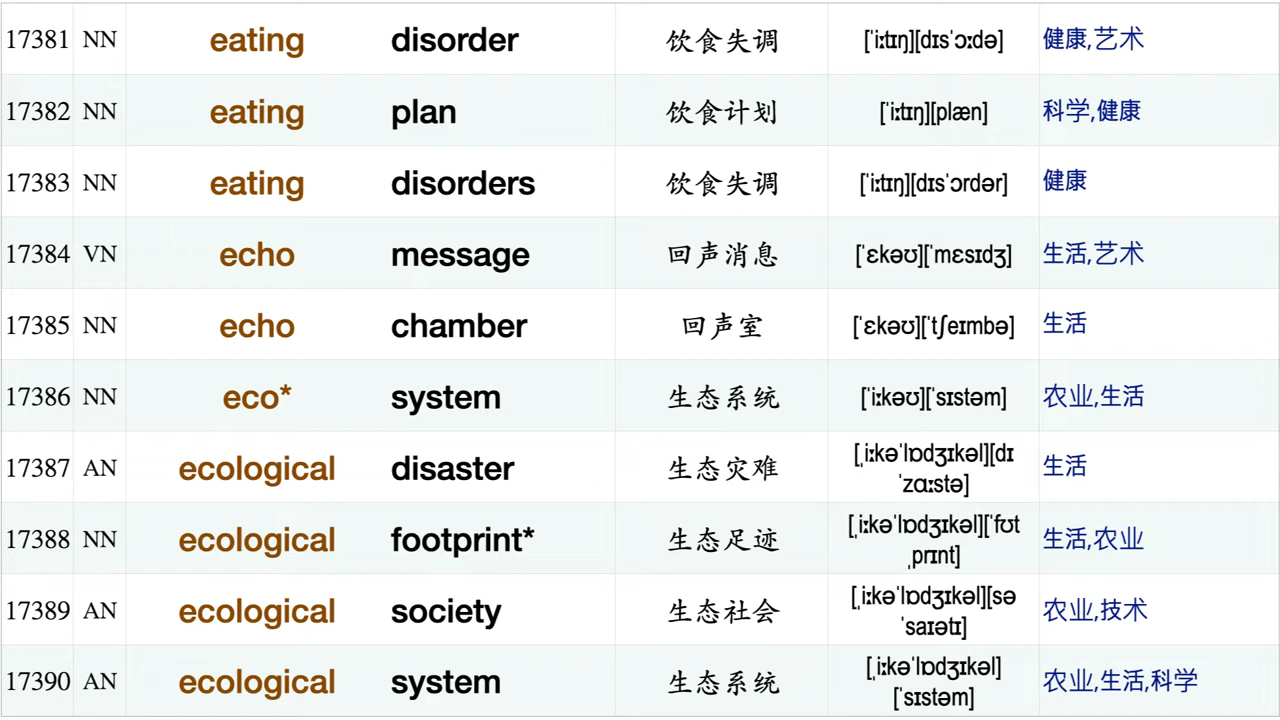 17381 NN eating disorder 饮食失调 [ˈiːtɪŋ][dɪsˈɔːdə] 健康,艺术
17382 NN eating plan 饮食计划 [ˈiːtɪŋ][plæn] 科学,健康
17383 NN eating disorders 饮食失调 [ˈiːtɪŋ][dɪsˈɔrdər] 健康
17384 VN echo message 回声消息 [ˈɛkəʊ][ˈmɛsɪdʒ] 生活,艺术
17385 NN echo chamber 回声室 [ˈɛkəʊ][ˈtʃeɪmbə] 生活
17386 NN eco* system 生态系统 [ˈiːkəʊ][ˈsɪstəm] 农业,生活
17387 AN ecological disaster 生态灾难 [ˌiːkəˈlɒdʒɪkəl][dɪ
ˈzɑːstə] 生活
17388 NN ecological footprint* 生态足迹 [ˌiːkəˈlɒdʒɪkəl][ˈfʊt
ˌprɪnt] 生活,农业
17389 AN ecological society 生态社会 [ˌiːkəˈlɒdʒɪkəl][sə
ˈsaɪətɪ] 农业,技术
17390 AN ecological system 生态系统 [ˌiːkəˈlɒdʒɪkəl]
[ˈsɪstəm] 农业,生活,科学